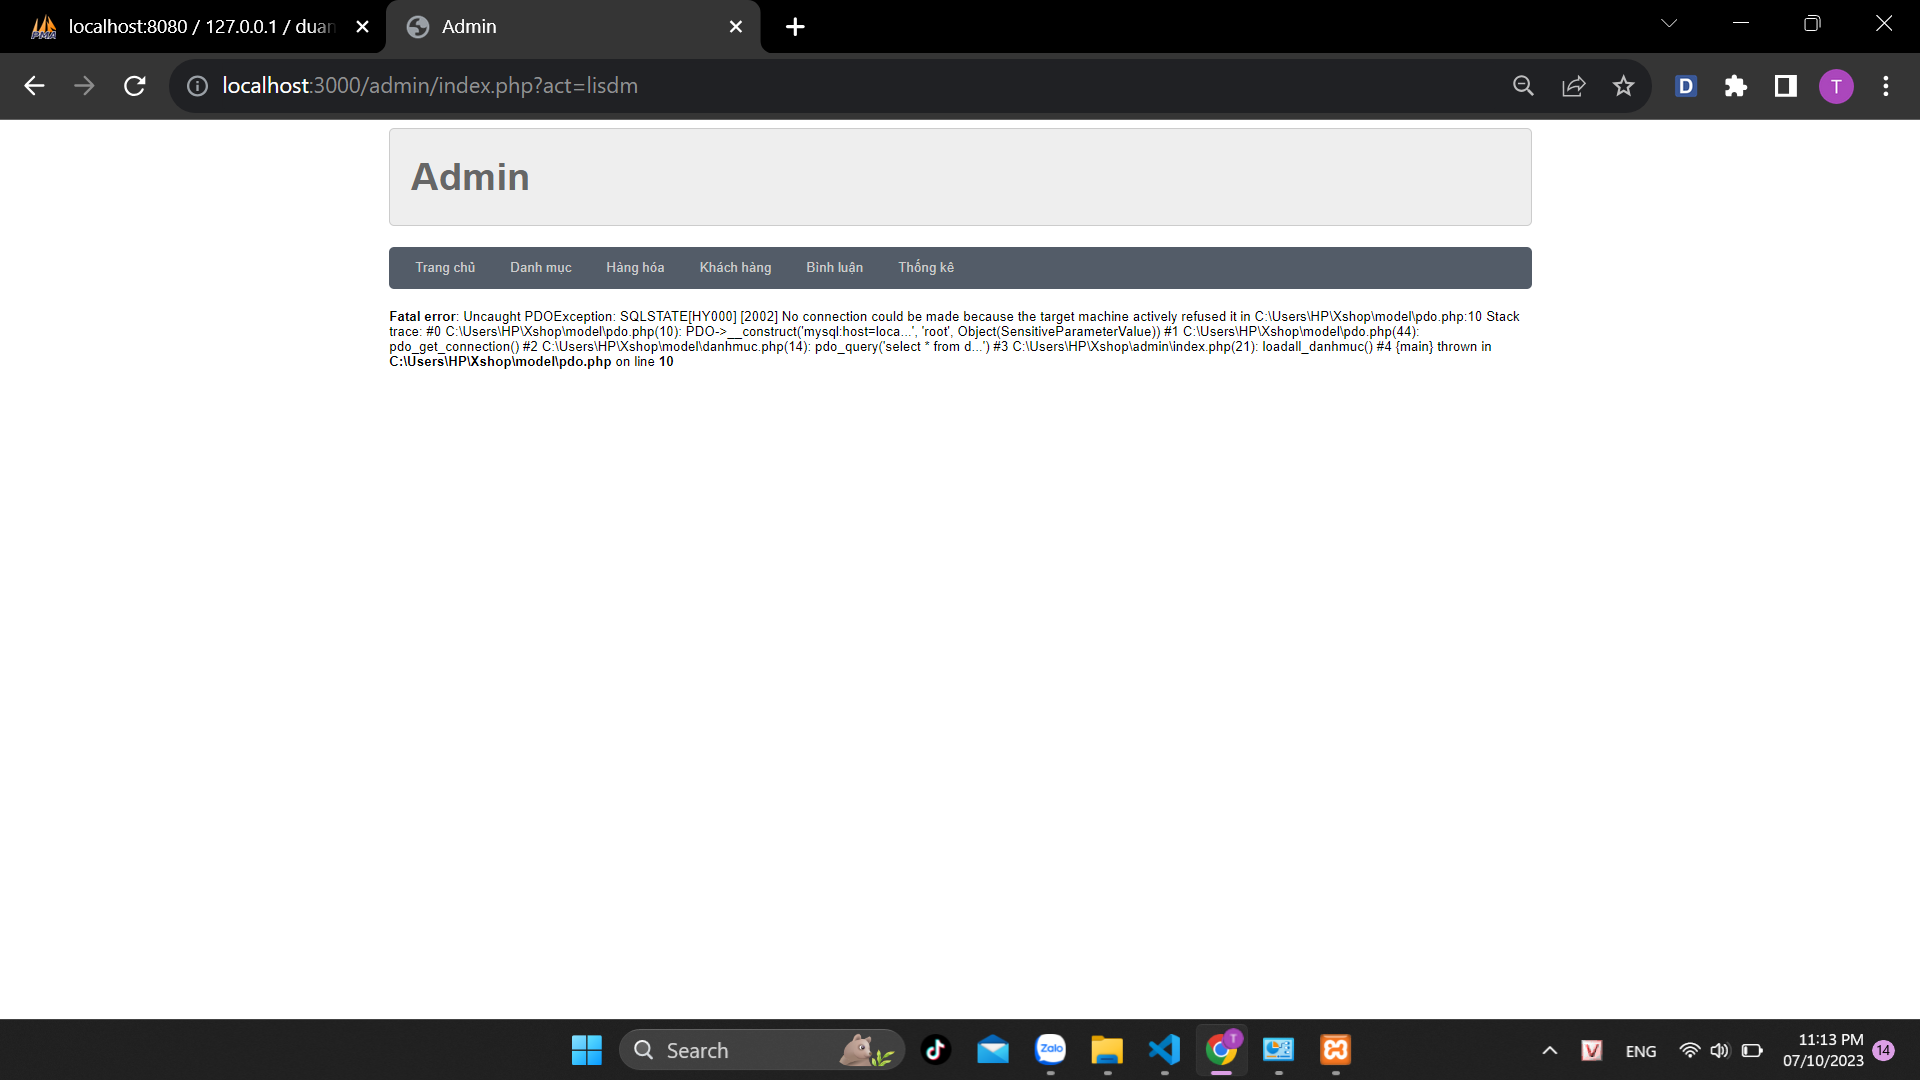 localhost:8080 / 127.0.0.1 / duan
Admin
localhost:3000/admin/index.php?act=lisdm
D
T
Admin
Trang chủ Danh mục Hàng hóa Khách hàng Bình luận Thống kê
Fatal error: Uncaught PDOException: SQLSTATE[HY000] [2002] No connection could be made because the target machine actively refused it in C:\Users\HP\Xshop\model\pdo.php:10 Stack
trace: #0 C:\Users\HP\Xshop\model\pdo.php(10): PDO->__construct('mysql:host=loca...', 'root', Object(SensitiveParameterValue)) #1 C:\Users\HP\Xshop\model\pdo.php(44):
pdo_get_connection() #2 C:\Users\HP\Xshop\model\danhmuc.php(14): pdo_query('select * from d...') #3 C:\Users\HP\Xshop\admin\index.php(21): loadall_danhmuc() #4 {main} thrown in
C:\Users\HP\Xshop\model\pdo.php on line 10
Search
Zalo
T
V
ENG
11:13 PM
07/10/2023
14